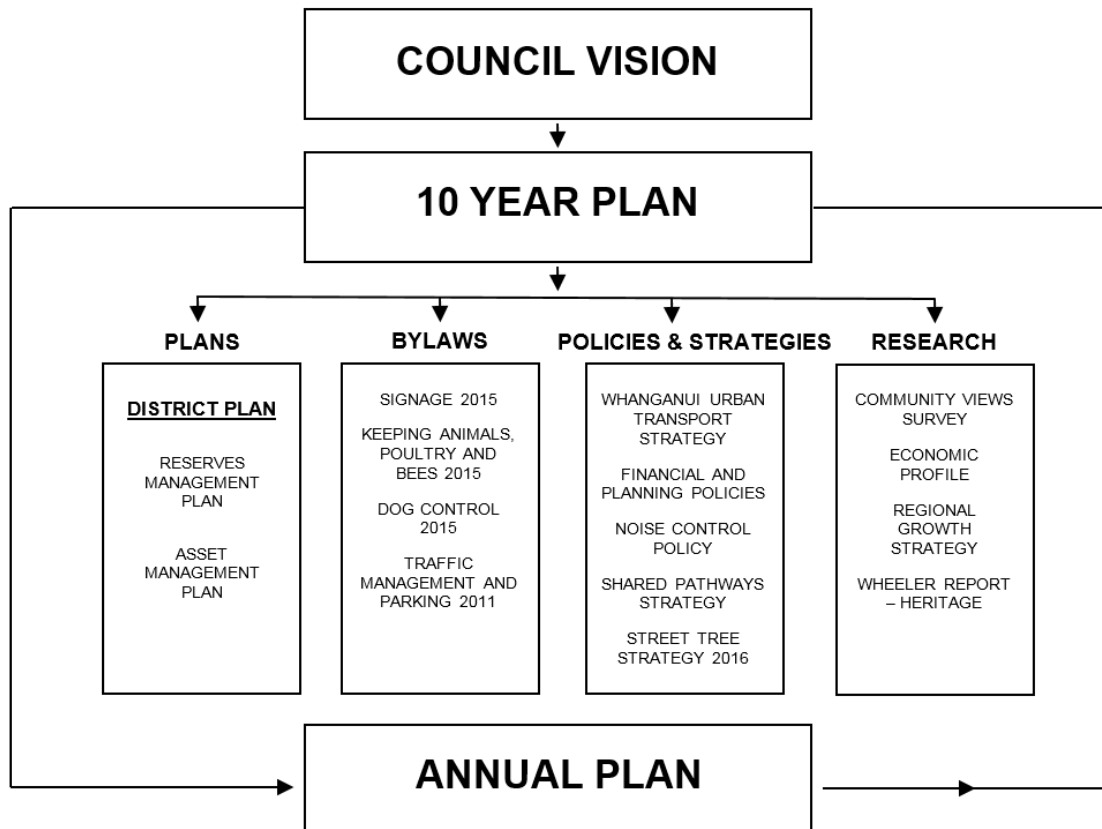 COUNCIL VISION
10 YEAR PLAN
PLANS
DISTRICT PLAN
RESERVES
MANAGEMENT
PLAN
ASSET
MANAGEMENT
PLAN
BYLAWS
SIGNAGE 2015
KEEPING ANIMALS,
POULTRY AND
BEES 2015
DOG CONTROL
2015
TRAFFIC
MANAGEMENT AND
PARKING 2011
POLICIES & STRATEGIES
WHANGANUI URBAN
TRANSPORT
STRATEGY
FINANCIAL AND
PLANNING POLICIES
NOISE CONTROL
POLICY
SHARED PATHWAYS
STRATEGY
STREET TREE
STRATEGY 2016
RESEARCH
COMMUNITY VIEWS
SURVEY
ECONOMIC
PROFILE
REGIONAL
GROWTH
STRATEGY
WHEELER REPORT
– HERITAGE
ANNUAL PLAN